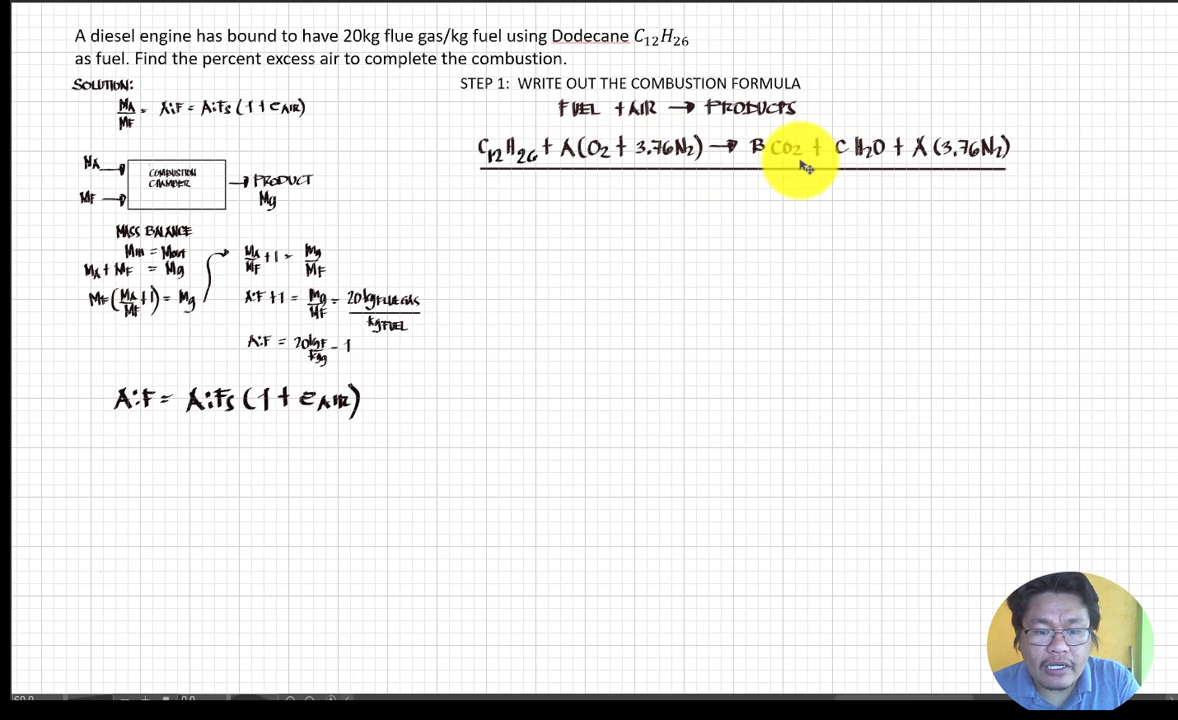 A diesel engine has bound to have 20kg flue gas/kg fuel using Dodecane C₁₂H₂₆
as fuel. Find the percent excess air to complete the combustion.
SOLUTION:
MA/MF = A:F = A:Fs (1 + eAIR)
MA
MF
COMBUSTION
CHAMBER
PRODUCT
Mg
MASS BALANCE
Min = Mout
MA + MF = Mg
MF (MA/MF + 1) = Mg
MA/MF + 1 = Mg/MF
A:F + 1 = Mg/MF = 20kg FLUE GAS / kg FUEL
A:F = 20kgF/kg - 1
A:F = A:Fs (1 + eAIR)
STEP 1: WRITE OUT THE COMBUSTION FORMULA
FUEL + AIR → PRODUCTS
C₁₂H₂₆ + A(O₂ + 3.76N₂) → B CO₂ + C H₂O + A (3.76N₂)